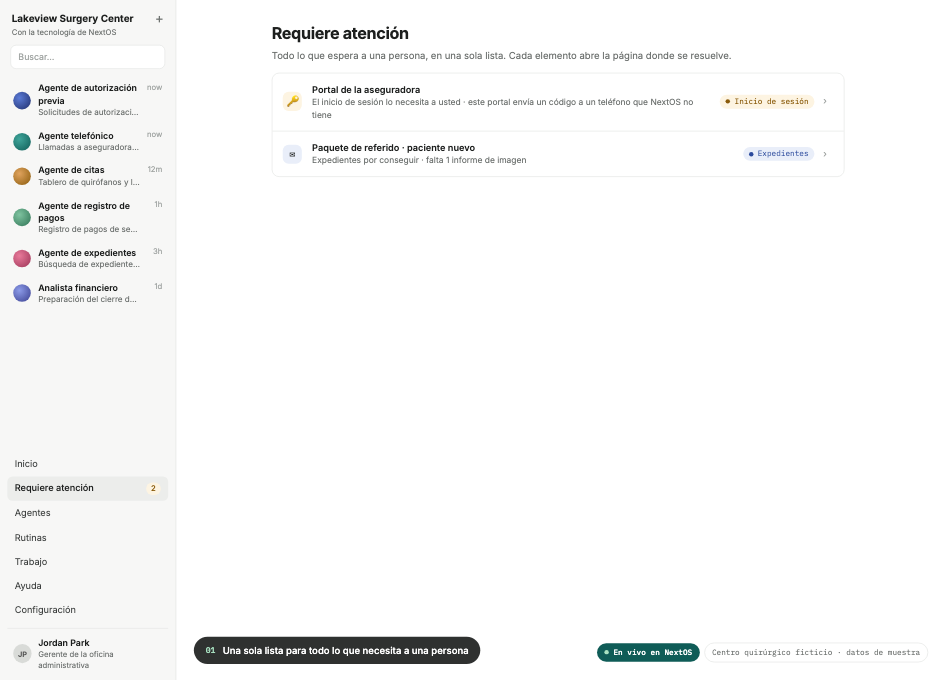 Lakeview Surgery Center
+
Con la tecnología de NextOS
Buscar...
Agente de autorización previa
now
Solicitudes de autorizaci...
Agente telefónico
now
Llamadas a aseguradora...
Agente de citas
12m
Tablero de quirófanos y l...
Agente de registro de pagos
1h
Registro de pagos de se...
Agente de expedientes
3h
Búsqueda de expediente...
Analista financiero
1d
Preparación del cierre d...
Inicio
Requiere atención
2
Agentes
Rutinas
Trabajo
Ayuda
Configuración
JP
Jordan Park
Gerente de la oficina
administrativa
Requiere atención
Todo lo que espera a una persona, en una sola lista. Cada elemento abre la página donde se resuelve.
Portal de la aseguradora
El inicio de sesión lo necesita a usted · este portal envía un código a un teléfono que NextOS no
tiene
Inicio de sesión
Paquete de referido · paciente nuevo
Expedientes por conseguir · falta 1 informe de imagen
Expedientes
01 Una sola lista para todo lo que necesita a una persona
En vivo en NextOS
Centro quirúrgico ficticio · datos de muestra